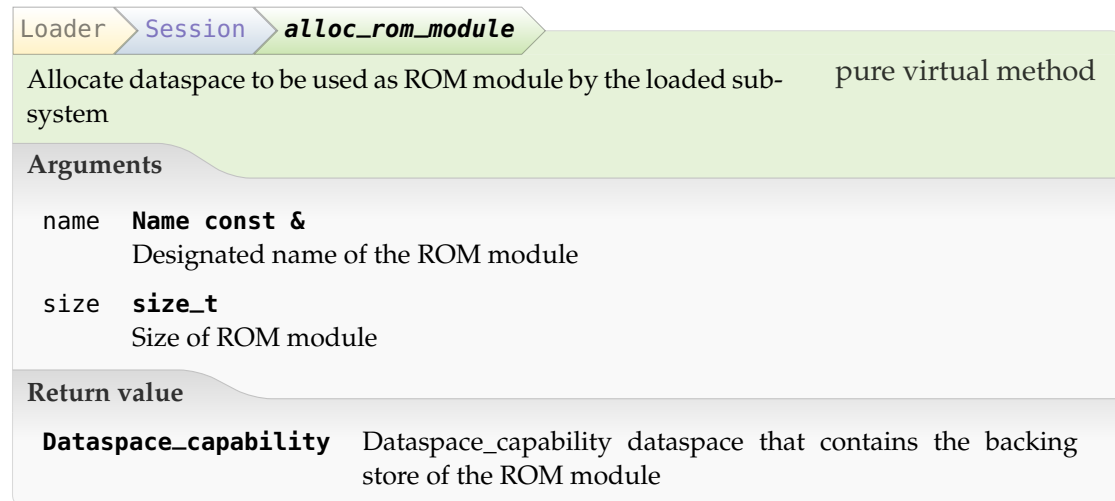 Loader Session alloc_rom_module
Allocate dataspace to be used as ROM module by the loaded sub-
system
pure virtual method
Arguments
name Name const &
Designated name of the ROM module
size size_t
Size of ROM module
Return value
Dataspace_capability Dataspace_capability dataspace that contains the backing
store of the ROM module